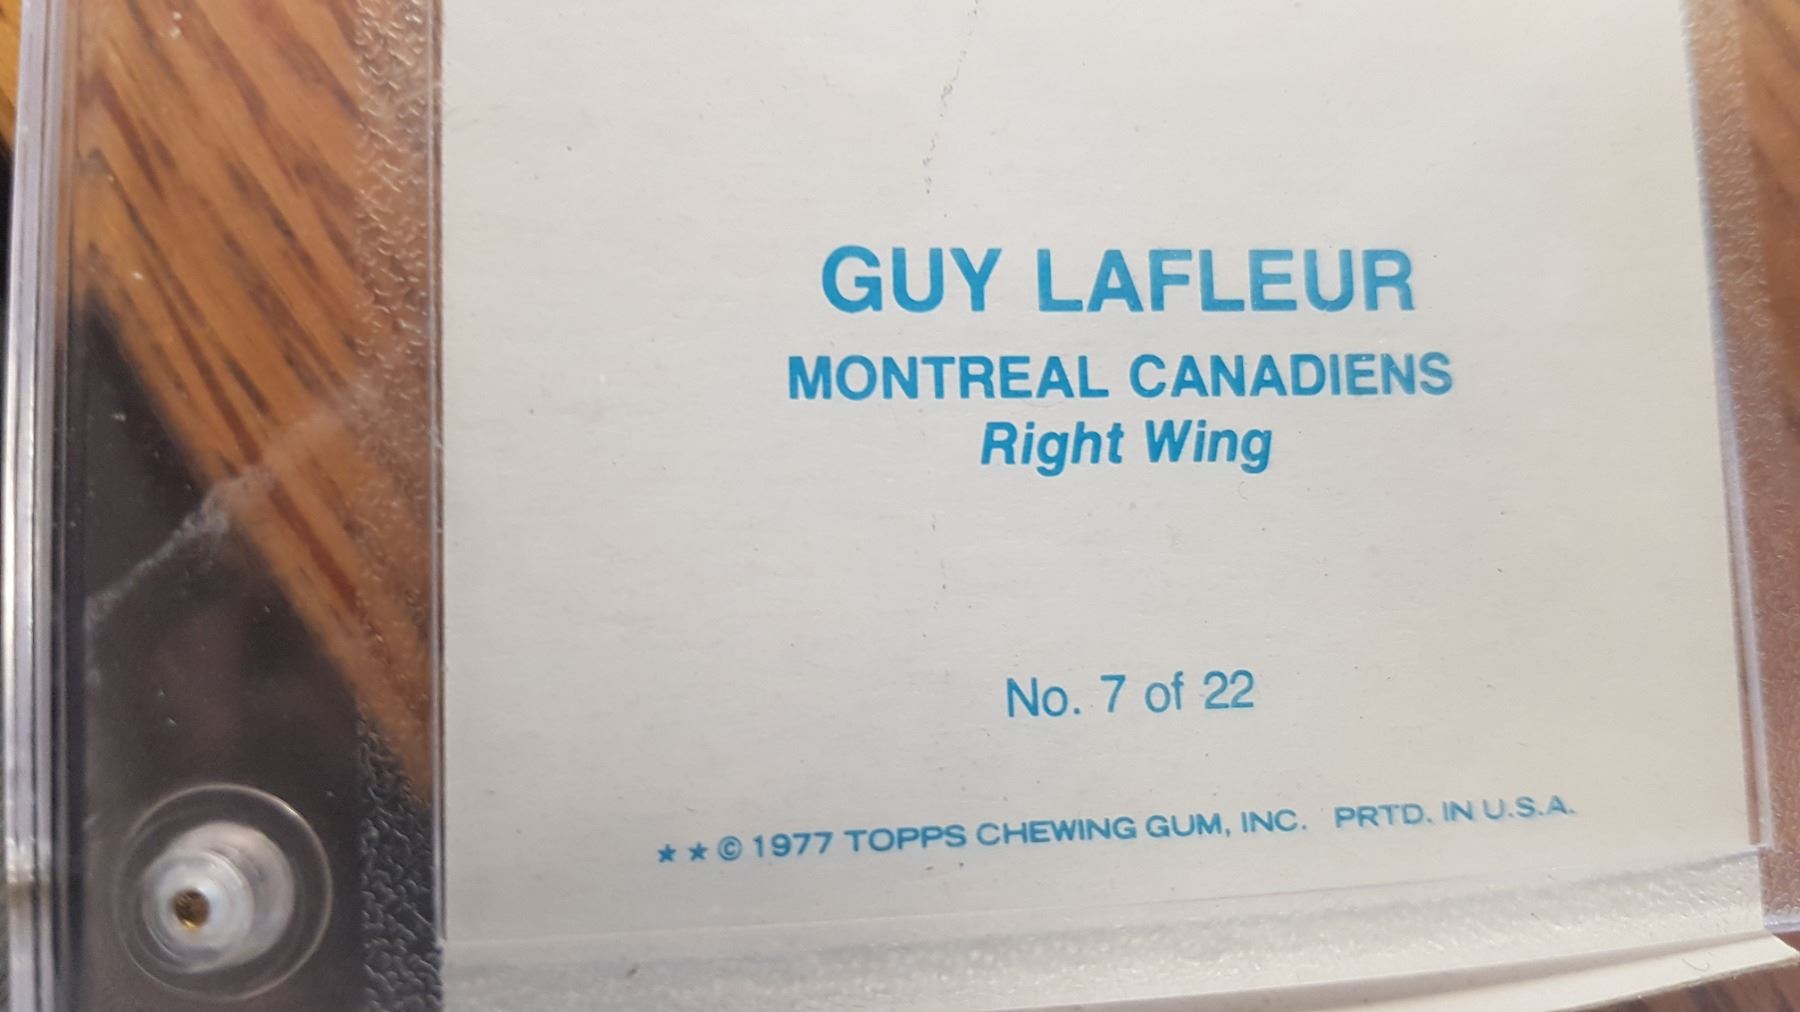 GUY LAFLEUR
MONTREAL CANADIENS
Right Wing
No. 7 of 22
★ ★ © 1977 TOPPS CHEWING GUM, INC. PRTD. IN U.S.A.